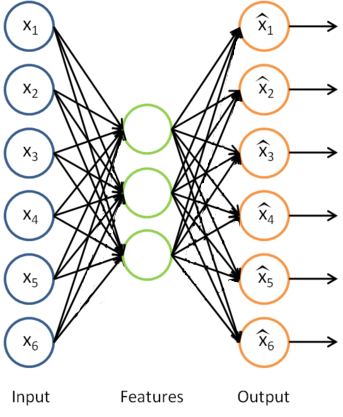 x₁ x̂₁
x₂ x̂₂
x₃ x̂₃
x₄ x̂₄
x₅ x̂₅
x₆ x̂₆
Input Features Output